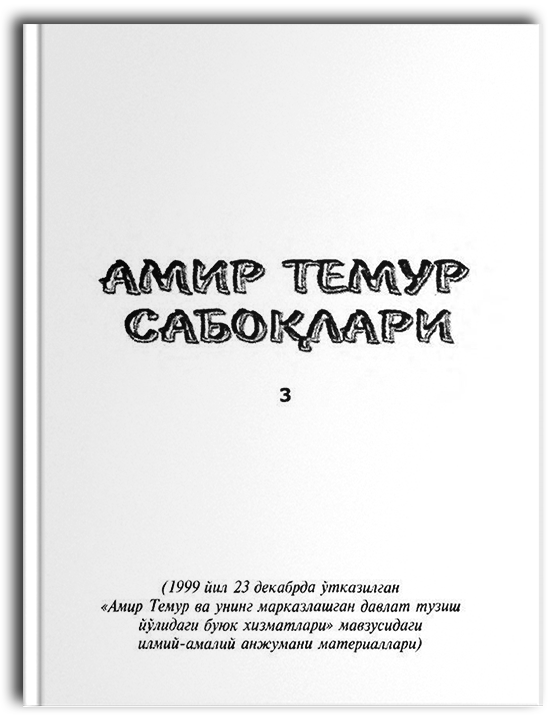 АМИР ТЕМУР
САБОҚЛАРИ
3
(1999 йил 23 декабрда ўтказилган
«Амир Темур ва унинг марказлашган давлат тузиш
йўлидаги буюк хизматлари» мавзусидаги
илмий-амалий анжумани материаллари)